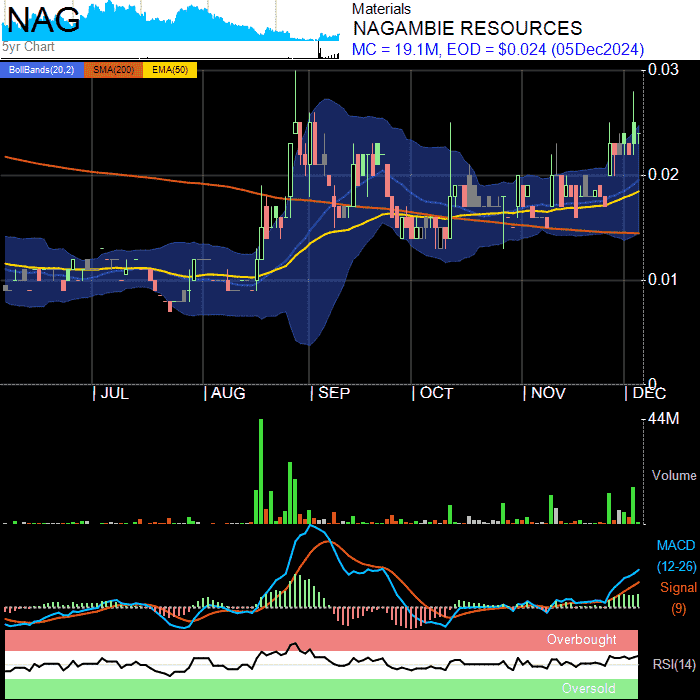 NAG
5yr Chart
Materials
NAGAMBIE RESOURCES
MC = 19.1M, EOD = $0.024 (05Dec2024)
BollBands(20,2) SMA(200) EMA(50)
0.03
0.02
0.01
0
JUL AUG SEP OCT NOV DEC
44M
Volume
MACD
(12-26)
Signal
(9)
Overbought
RSI(14)
Oversold